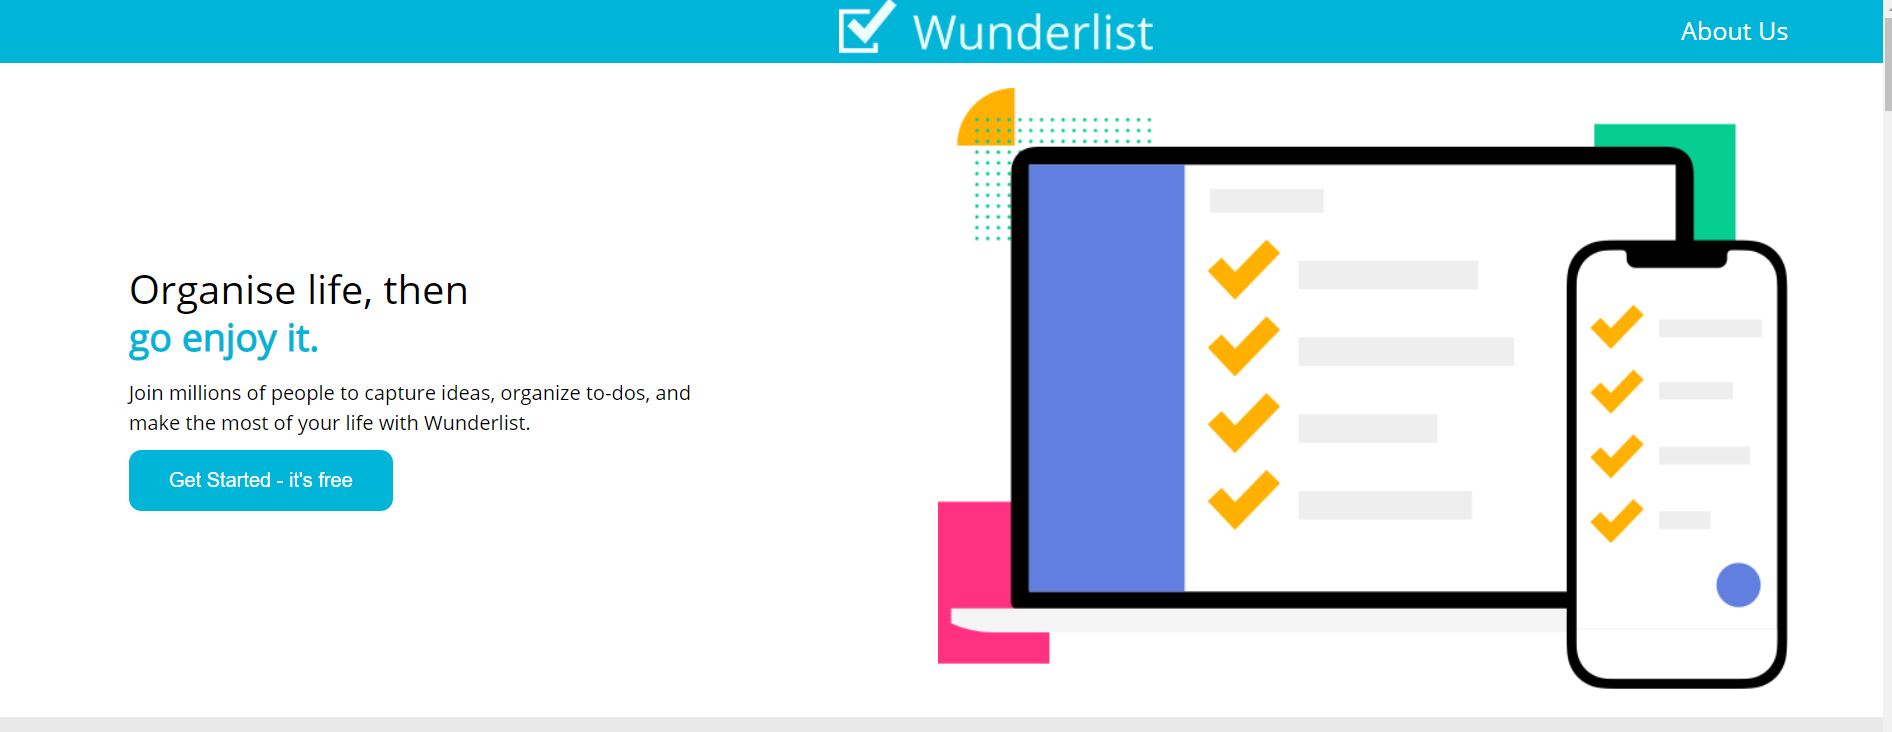 Wunderlist
About Us
Organise life, then
go enjoy it.
Join millions of people to capture ideas, organize to-dos, and
make the most of your life with Wunderlist.
Get Started - it's free